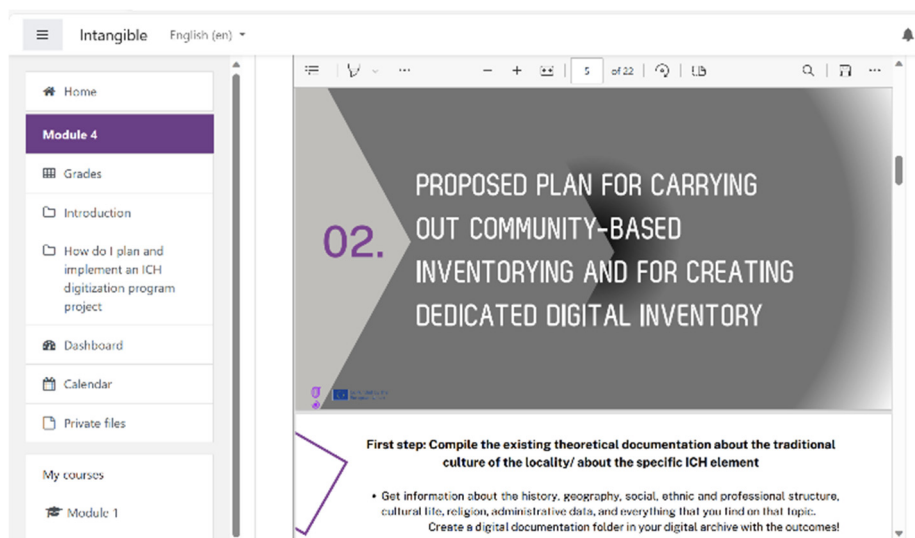 Intangible English (en)
Home
Module 4
Grades
Introduction
How do I plan and
implement an ICH
digitization program
project
Dashboard
Calendar
Private files
My courses
Module 1
5 of 22
02.
PROPOSED PLAN FOR CARRYING
OUT COMMUNITY-BASED
INVENTORYING AND FOR CREATING
DEDICATED DIGITAL INVENTORY
First step: Compile the existing theoretical documentation about the traditional
culture of the locality/ about the specific ICH element
• Get information about the history, geography, social, ethnic and professional structure,
cultural life, religion, administrative data, and everything that you find on that topic.
Create a digital documentation folder in your digital archive with the outcomes!